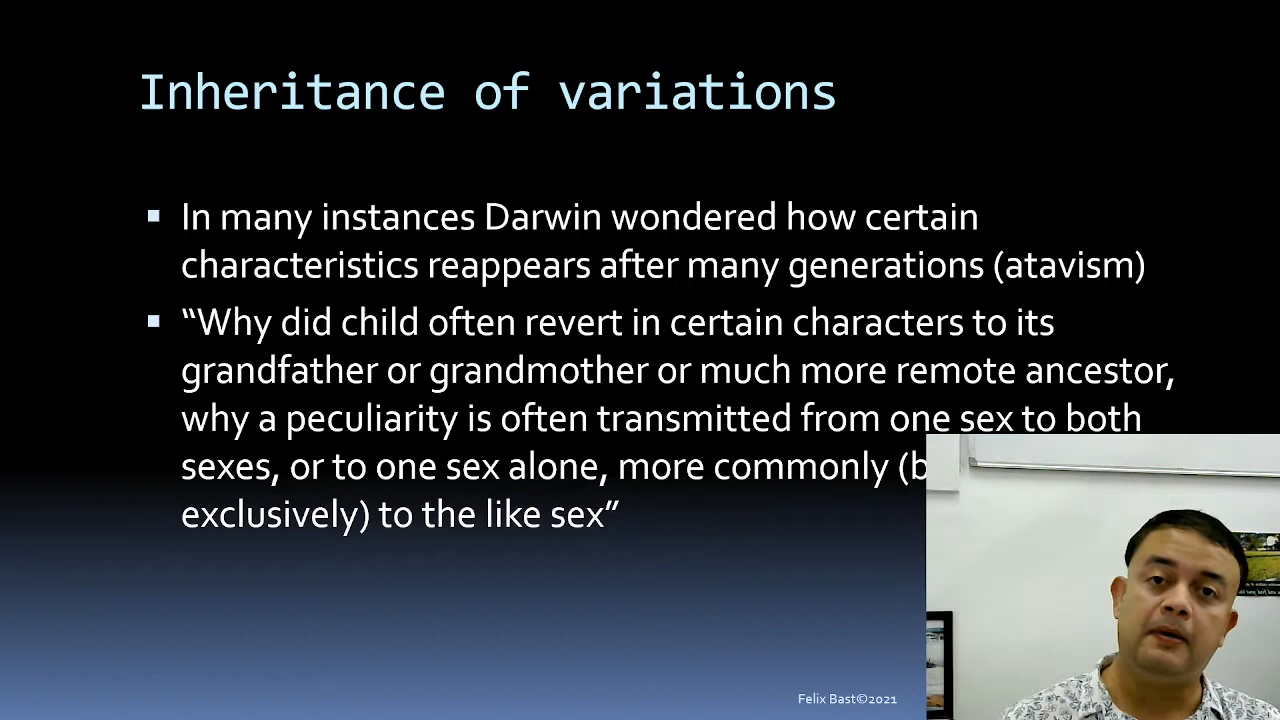 Inheritance of variations
▪ In many instances Darwin wondered how certain
characteristics reappears after many generations (atavism)
▪ “Why did child often revert in certain characters to its
grandfather or grandmother or much more remote ancestor,
why a peculiarity is often transmitted from one sex to both
sexes, or to one sex alone, more commonly (b
exclusively) to the like sex”
Felix Bast©2021